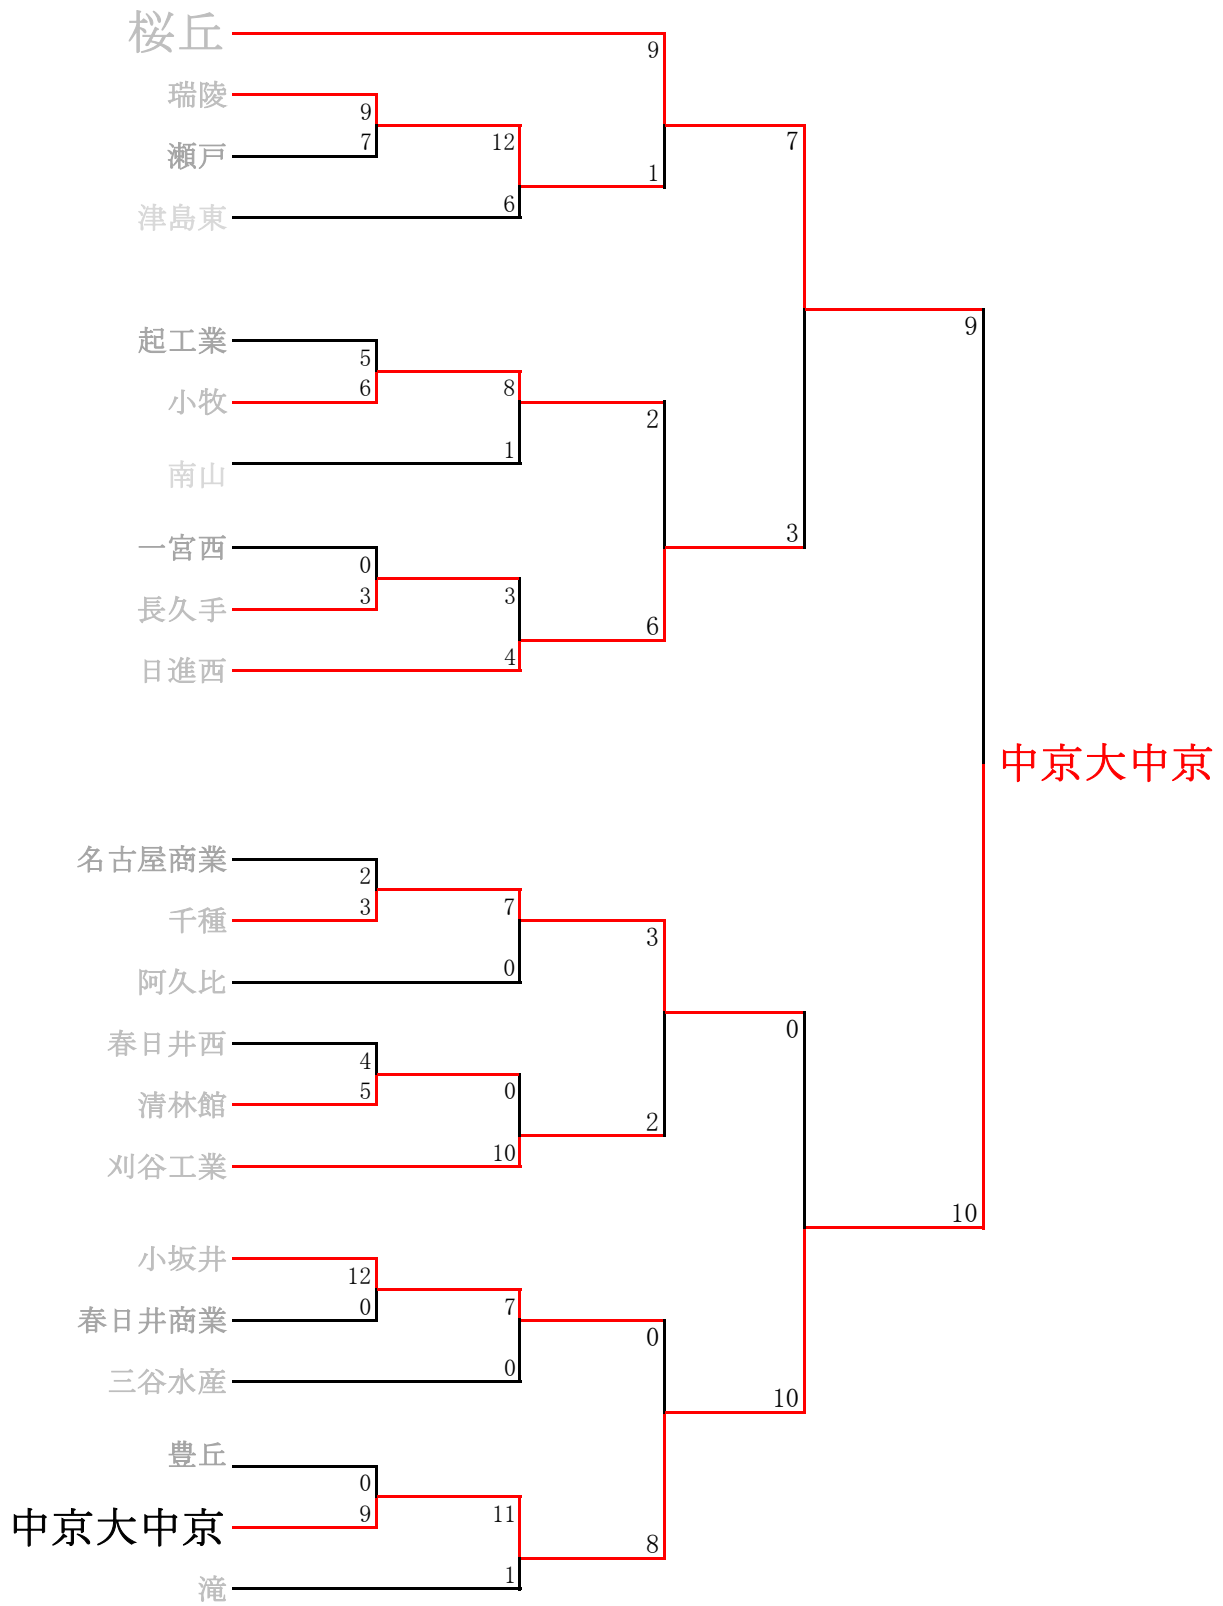 桜丘
9
瑞陵
9
7
瀬戸
12
7
1
6
津島東
9
起工業
5
6
小牧
8
2
1
南山
3
一宮西
0
3
長久手
3
6
4
日進西
中京大中京
名古屋商業
2
3
千種
7
3
0
阿久比
0
春日井西
4
5
清林館
0
2
10
刈谷工業
10
小坂井
12
0
春日井商業
7
0
0
三谷水産
10
豊丘
0
9
中京大中京
11
8
1
滝